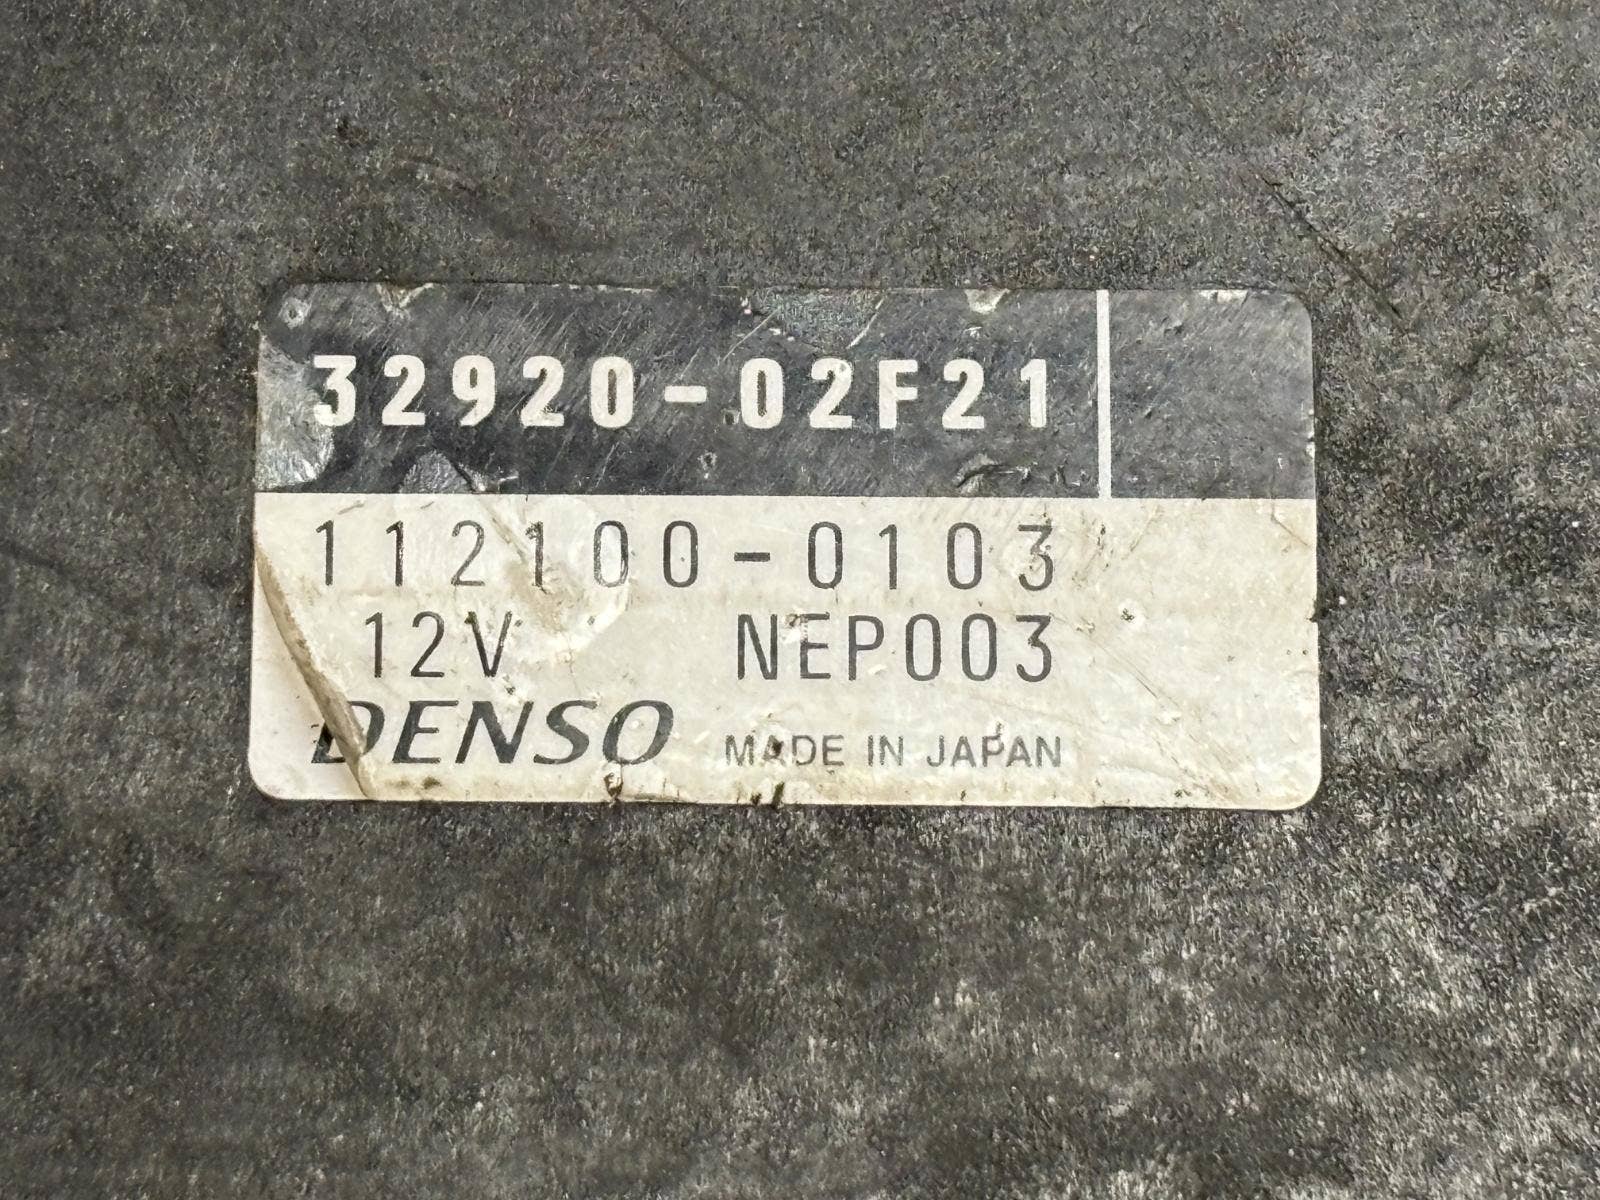 32920-02F21
112100-0103
12V NEP003
DENSO MADE IN JAPAN